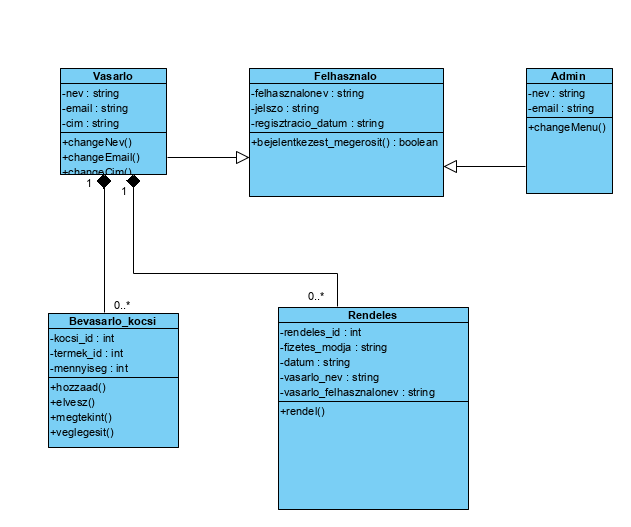 Vasarlo
-nev : string
-email : string
-cim : string
+changeNev()
+changeEmail()
+changeCim()
Felhasznalo
-felhasznalonev : string
-jelszo : string
-regisztracio_datum : string
+bejelentkezest_megerosit() : boolean
Admin
-nev : string
-email : string
+changeMenu()
1
1
0..*
0..*
Bevasarlo_kocsi
-kocsi_id : int
-termek_id : int
-mennyiseg : int
+hozzaad()
+elvesz()
+megtekint()
+veglegesit()
Rendeles
-rendeles_id : int
-fizetes_modja : string
-datum : string
-vasarlo_nev : string
-vasarlo_felhasznalonev : string
+rendel()